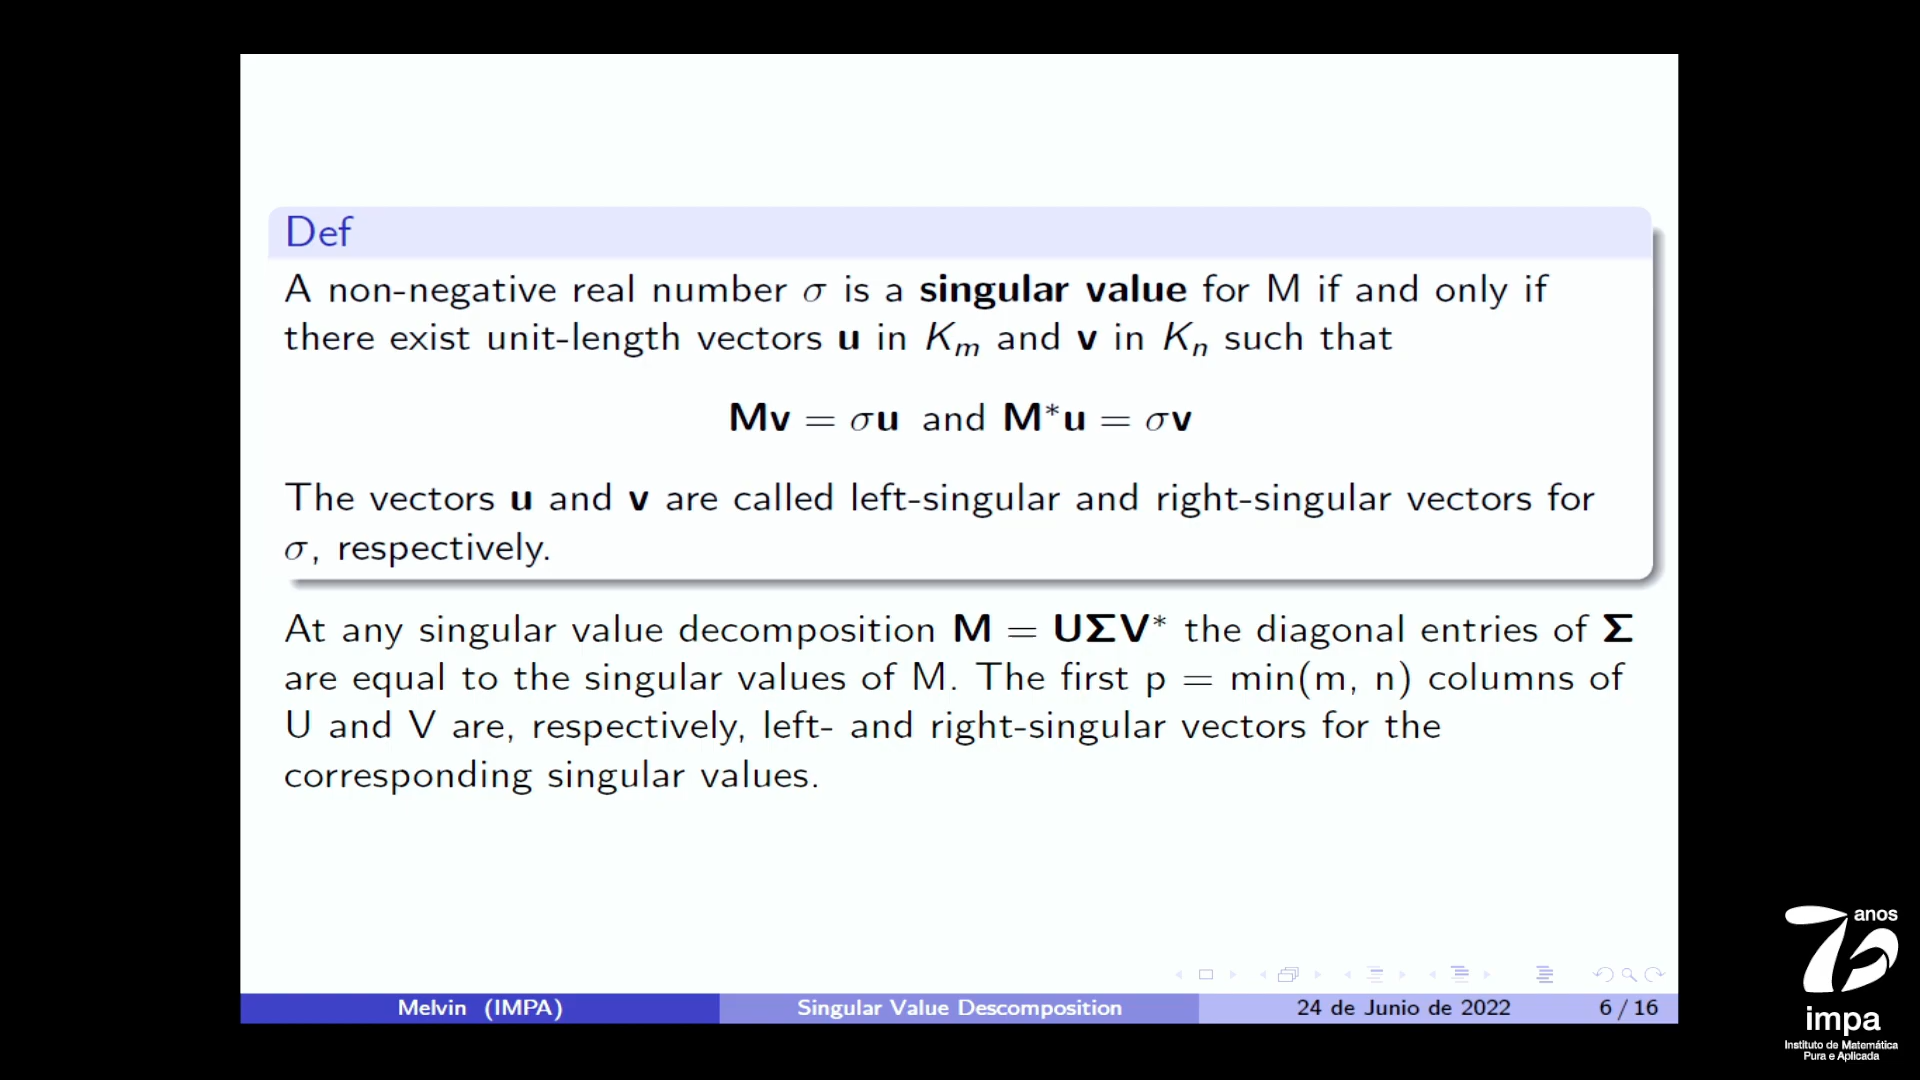 Def
A non-negative real number σ is a singular value for M if and only if
there exist unit-length vectors u in K_m and v in K_n such that
Mv = σu and M*u = σv
The vectors u and v are called left-singular and right-singular vectors for
σ, respectively.
At any singular value decomposition M = UΣV* the diagonal entries of Σ
are equal to the singular values of M. The first p = min(m, n) columns of
U and V are, respectively, left- and right-singular vectors for the
corresponding singular values.
Melvin (IMPA) Singular Value Descomposition 24 de Junio de 2022 6 / 16
70 anos
impa
Instituto de Matemática
Pura e Aplicada